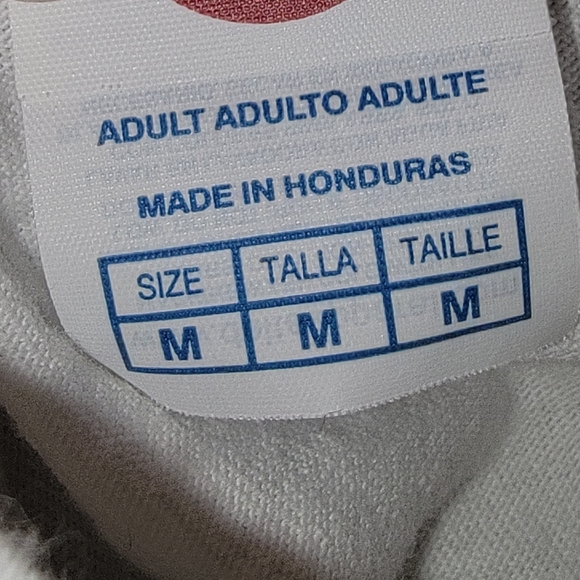 ADULT ADULTO ADULTE
MADE IN HONDURAS
SIZE TALLA TAILLE
M M M